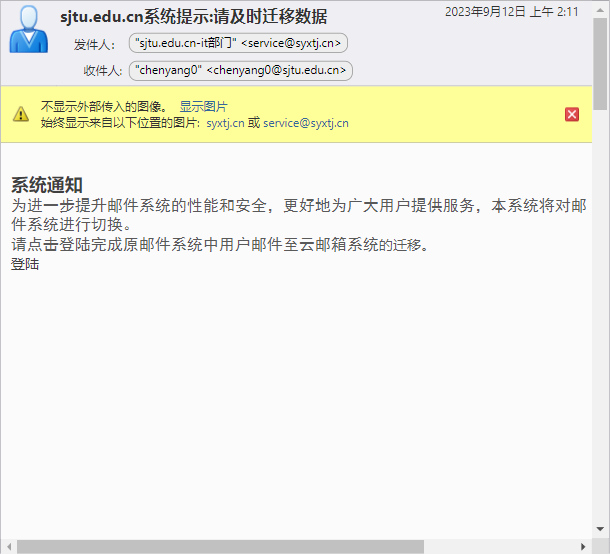 sjtu.edu.cn系统提示:请及时迁移数据
2023年9月12日 上午 2:11
发件人: "sjtu.edu.cn-it部门" <service@syxtj.cn>
收件人: "chenyang0" <chenyang0@sjtu.edu.cn>
不显示外部传入的图像。 显示图片
始终显示来自以下位置的图片: syxtj.cn 或 service@syxtj.cn
系统通知
为进一步提升邮件系统的性能和安全，更好地为广大用户提供服务，本系统将对邮
件系统进行切换。
请点击登陆完成原邮件系统中用户邮件至云邮箱系统的迁移。
登陆